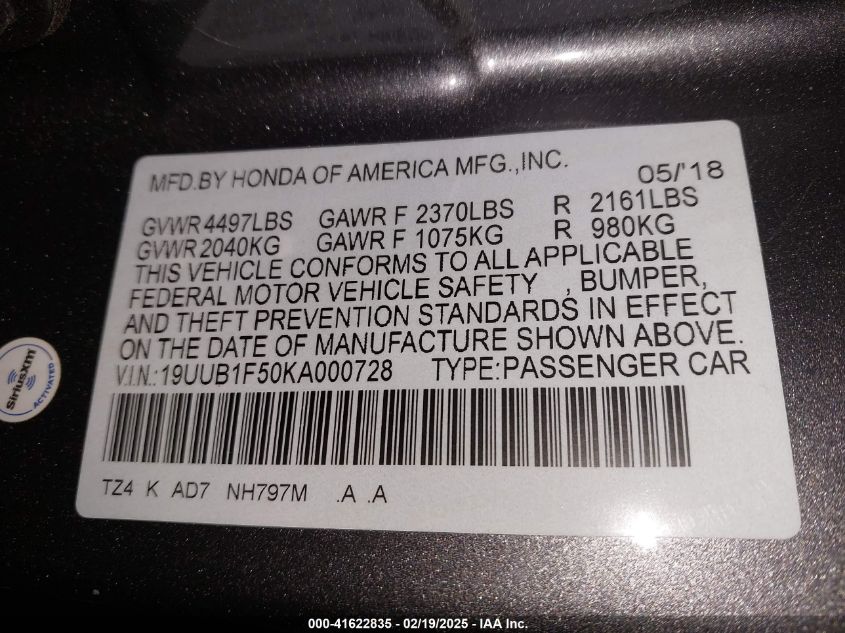 MFD.BY HONDA OF AMERICA MFG.,INC. 05/'18
GVWR 4497LBS GAWR F 2370LBS R 2161LBS
GVWR 2040KG GAWR F 1075KG R 980KG
THIS VEHICLE CONFORMS TO ALL APPLICABLE
FEDERAL MOTOR VEHICLE SAFETY , BUMPER,
AND THEFT PREVENTION STANDARDS IN EFFECT
ON THE DATE OF MANUFACTURE SHOWN ABOVE.
V.I.N.:19UUB1F50KA000728 TYPE:PASSENGER CAR
TZ4 K AD7 NH797M .A .A
SiriusXM
ACTIVATED
000-41622835 - 02/19/2025 - IAA Inc.